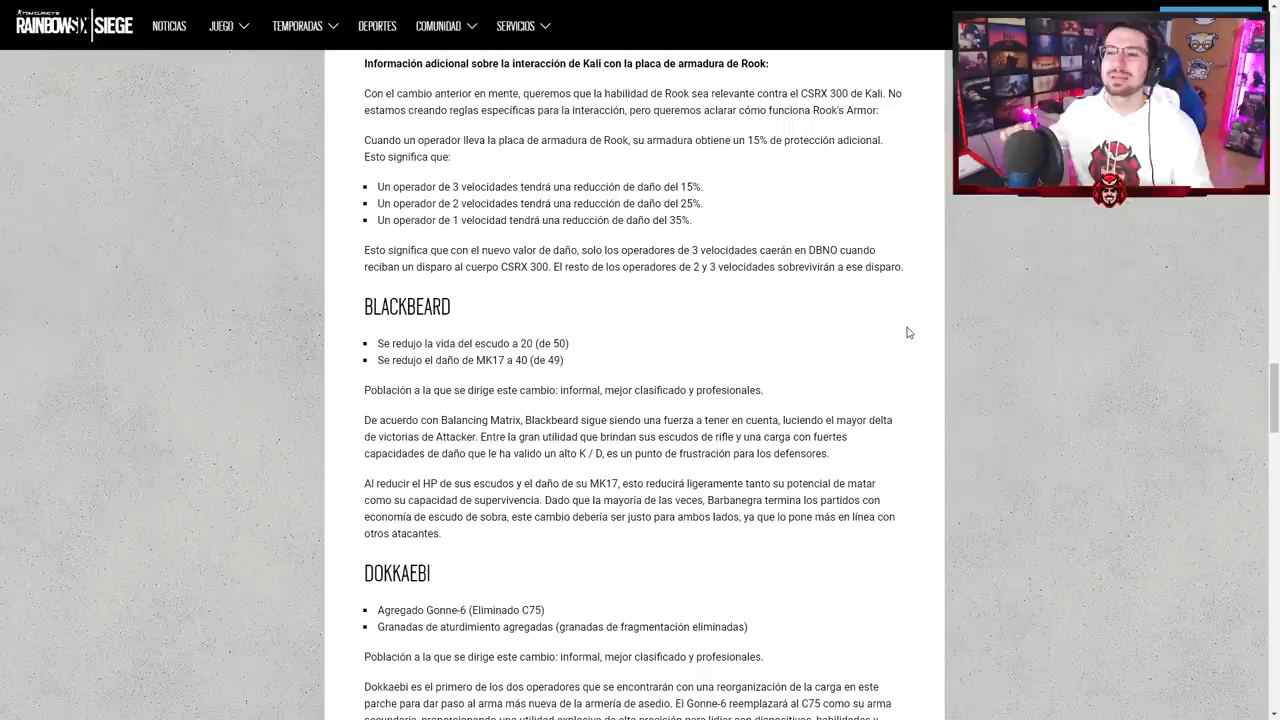 TOM CLANCY'S
RAINBOWSIX SIEGE
NOTICIAS JUEGO TEMPORADAS DEPORTES COMUNIDAD SERVICIOS
Información adicional sobre la interacción de Kali con la placa de armadura de Rook:
Con el cambio anterior en mente, queremos que la habilidad de Rook sea relevante contra el CSRX 300 de Kali. No
estamos creando reglas específicas para la interacción, pero queremos aclarar cómo funciona Rook's Armor:
Cuando un operador lleva la placa de armadura de Rook, su armadura obtiene un 15% de protección adicional.
Esto significa que:
Un operador de 3 velocidades tendrá una reducción de daño del 15%.
Un operador de 2 velocidades tendrá una reducción de daño del 25%.
Un operador de 1 velocidad tendrá una reducción de daño del 35%.
Esto significa que con el nuevo valor de daño, solo los operadores de 3 velocidades caerán en DBNO cuando
reciban un disparo al cuerpo CSRX 300. El resto de los operadores de 2 y 3 velocidades sobrevivirán a ese disparo.
BLACKBEARD
Se redujo la vida del escudo a 20 (de 50)
Se redujo el daño de MK17 a 40 (de 49)
Población a la que se dirige este cambio: informal, mejor clasificado y profesionales.
De acuerdo con Balancing Matrix, Blackbeard sigue siendo una fuerza a tener en cuenta, luciendo el mayor delta
de victorias de Attacker. Entre la gran utilidad que brindan sus escudos de rifle y una carga con fuertes
capacidades de daño que le ha valido un alto K / D, es un punto de frustración para los defensores.
Al reducir el HP de sus escudos y el daño de su MK17, esto reducirá ligeramente tanto su potencial de matar
como su capacidad de supervivencia. Dado que la mayoría de las veces, Barbanegra termina los partidos con
economía de escudo de sobra, este cambio debería ser justo para ambos lados, ya que lo pone más en línea con
otros atacantes.
DOKKAEBI
Agregado Gonne-6 (Eliminado C75)
Granadas de aturdimiento agregadas (granadas de fragmentación eliminadas)
Población a la que se dirige este cambio: informal, mejor clasificado y profesionales.
Dokkaebi es el primero de los dos operadores que se encontrarán con una reorganización de la carga en este
parche para dar paso al arma más nueva de la armería de asedio. El Gonne-6 reemplazará al C75 como su arma
secundaria, proporcionando una utilidad explosiva de alta precisión para lidiar con dispositivos, habilidades y